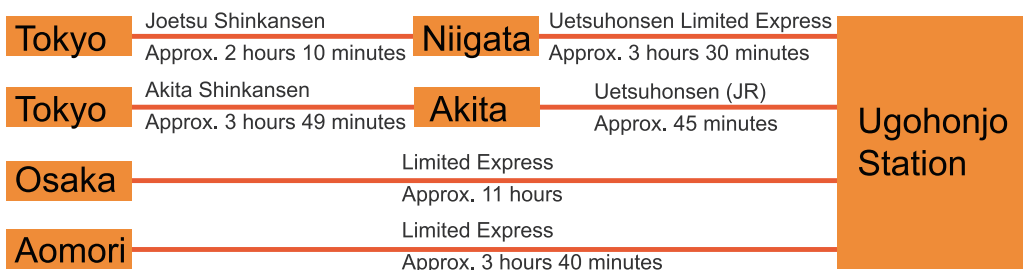 Tokyo
Joetsu Shinkansen
Approx. 2 hours 10 minutes
Niigata
Uetsuhonsen Limited Express
Approx. 3 hours 30 minutes
Tokyo
Akita Shinkansen
Approx. 3 hours 49 minutes
Akita
Uetsuhonsen (JR)
Approx. 45 minutes
Ugohonjo
Station
Osaka
Limited Express
Approx. 11 hours
Aomori
Limited Express
Approx. 3 hours 40 minutes